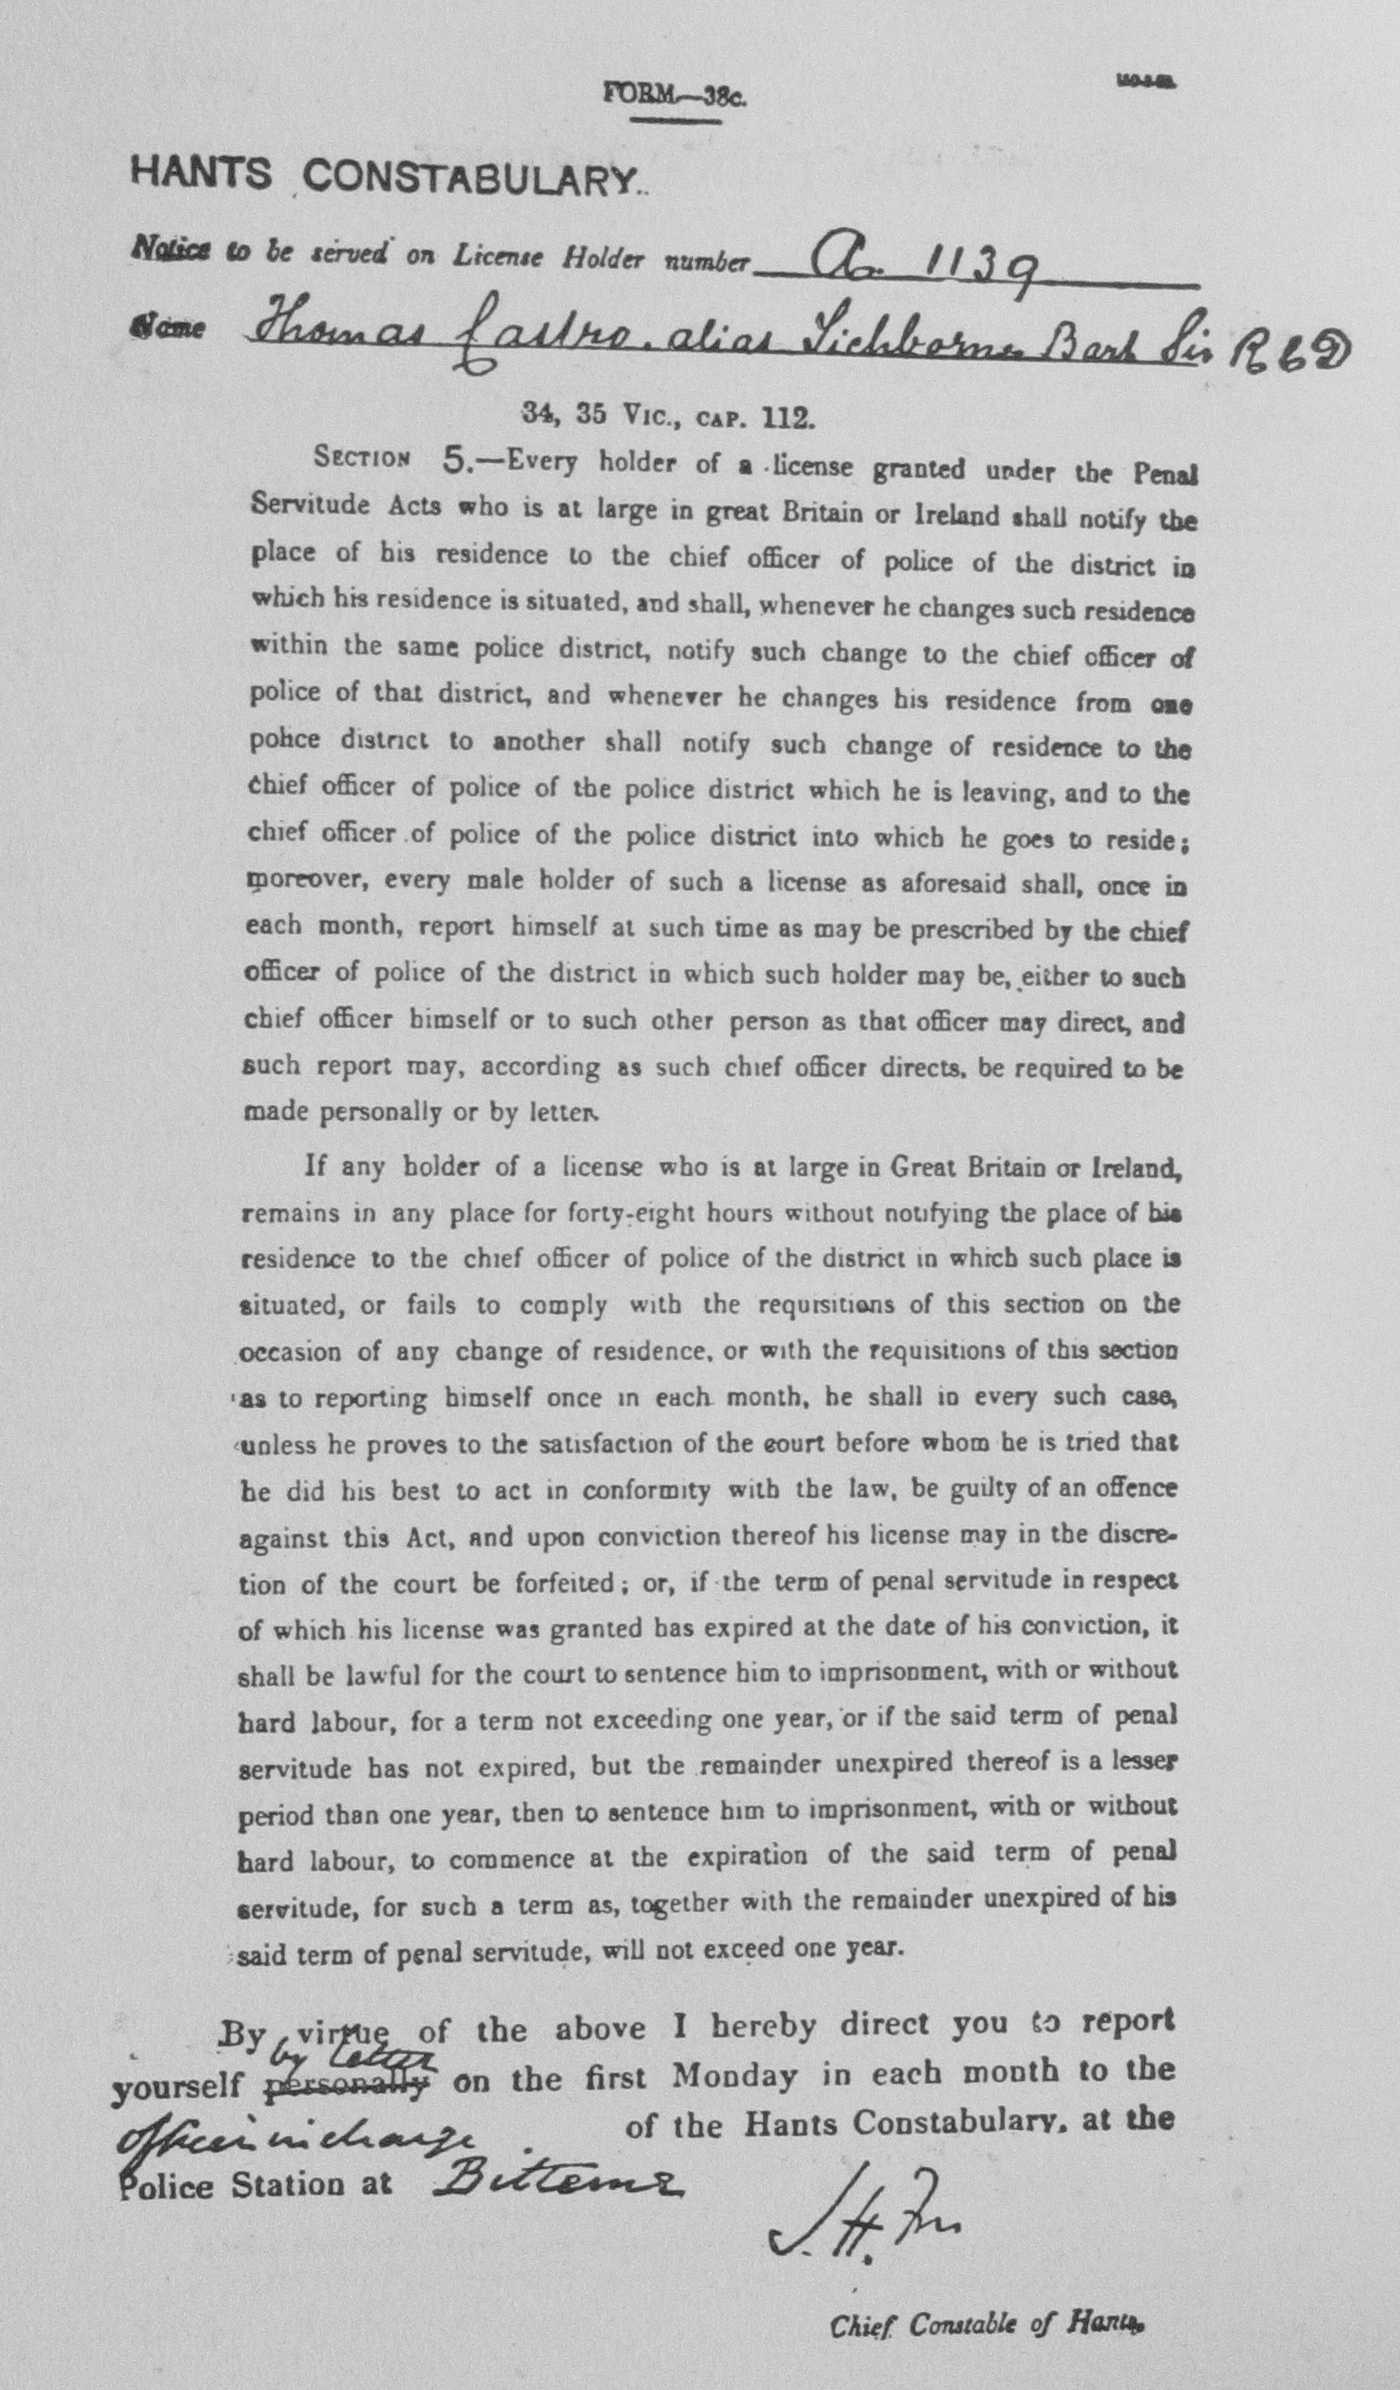 FORM—38c.
HANTS CONSTABULARY.
Notice to be served on License Holder number A. 1139
Name Thomas Castro. alias Tichborne Bart Sir R C D
34, 35 VIC., CAP. 112.
SECTION 5.—Every holder of a license granted under the Penal
Servitude Acts who is at large in great Britain or Ireland shall notify the
place of his residence to the chief officer of police of the district in
which his residence is situated, and shall, whenever he changes such residence
within the same police district, notify such change to the chief officer of
police of that district, and whenever he changes his residence from one
police district to another shall notify such change of residence to the
chief officer of police of the police district which he is leaving, and to the
chief officer of police of the police district into which he goes to reside;
moreover, every male holder of such a license as aforesaid shall, once in
each month, report himself at such time as may be prescribed by the chief
officer of police of the district in which such holder may be, either to such
chief officer himself or to such other person as that officer may direct, and
such report may, according as such chief officer directs, be required to be
made personally or by letter.
If any holder of a license who is at large in Great Britain or Ireland,
remains in any place for forty-eight hours without notifying the place of his
residence to the chief officer of police of the district in which such place is
situated, or fails to comply with the requisitions of this section on the
occasion of any change of residence, or with the requisitions of this section
as to reporting himself once in each month, he shall in every such case,
unless he proves to the satisfaction of the court before whom he is tried that
he did his best to act in conformity with the law, be guilty of an offence
against this Act, and upon conviction thereof his license may in the discre-
tion of the court be forfeited; or, if the term of penal servitude in respect
of which his license was granted has expired at the date of his conviction, it
shall be lawful for the court to sentence him to imprisonment, with or without
hard labour, for a term not exceeding one year, or if the said term of penal
servitude has not expired, but the remainder unexpired thereof is a lesser
period than one year, then to sentence him to imprisonment, with or without
hard labour, to commence at the expiration of the said term of penal
servitude, for such a term as, together with the remainder unexpired of his
said term of penal servitude, will not exceed one year.
By virtue of the above I hereby direct you to report
by letter
yourself personally on the first Monday in each month to the
officer in charge of the Hants Constabulary, at the
Police Station at Bitterne
J. H.
Chief Constable of Hants.